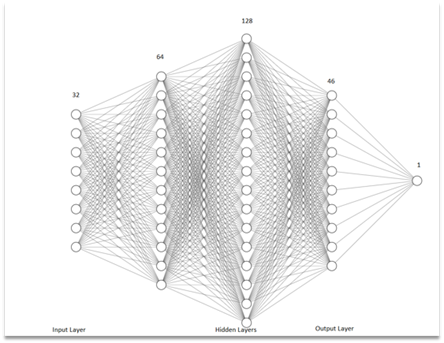 128
64
46
32
1
Input Layer
Hidden Layers
Output Layer